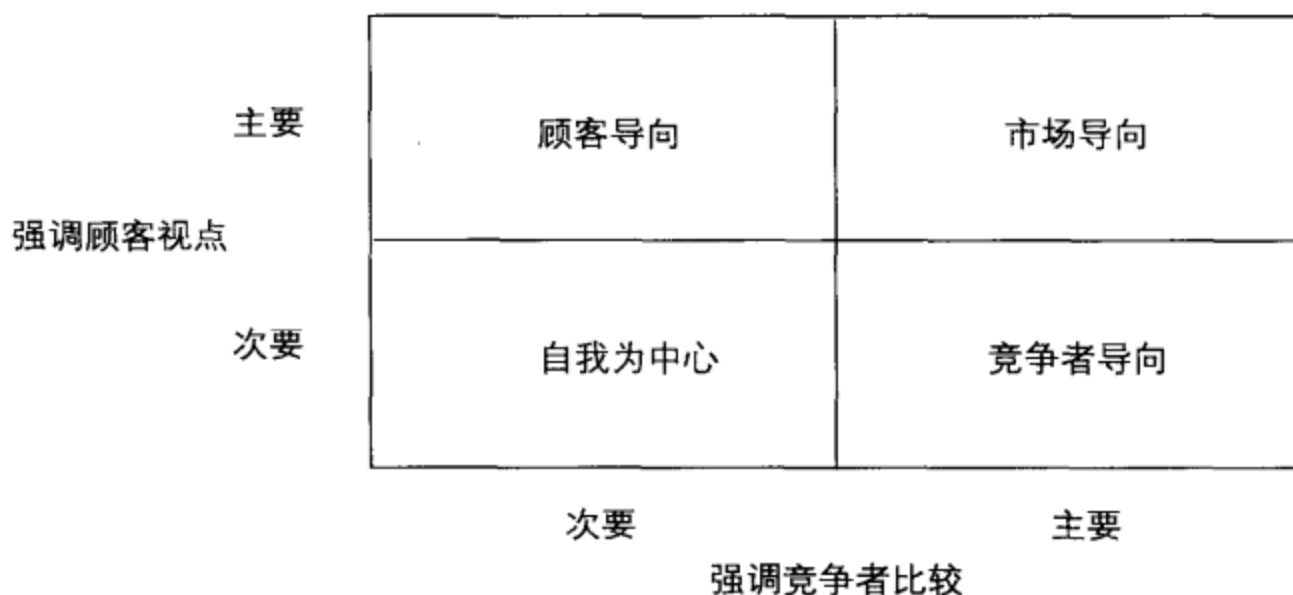 主要
顾客导向 市场导向
强调顾客视点
次要
自我为中心 竞争者导向
次要 主要
强调竞争者比较